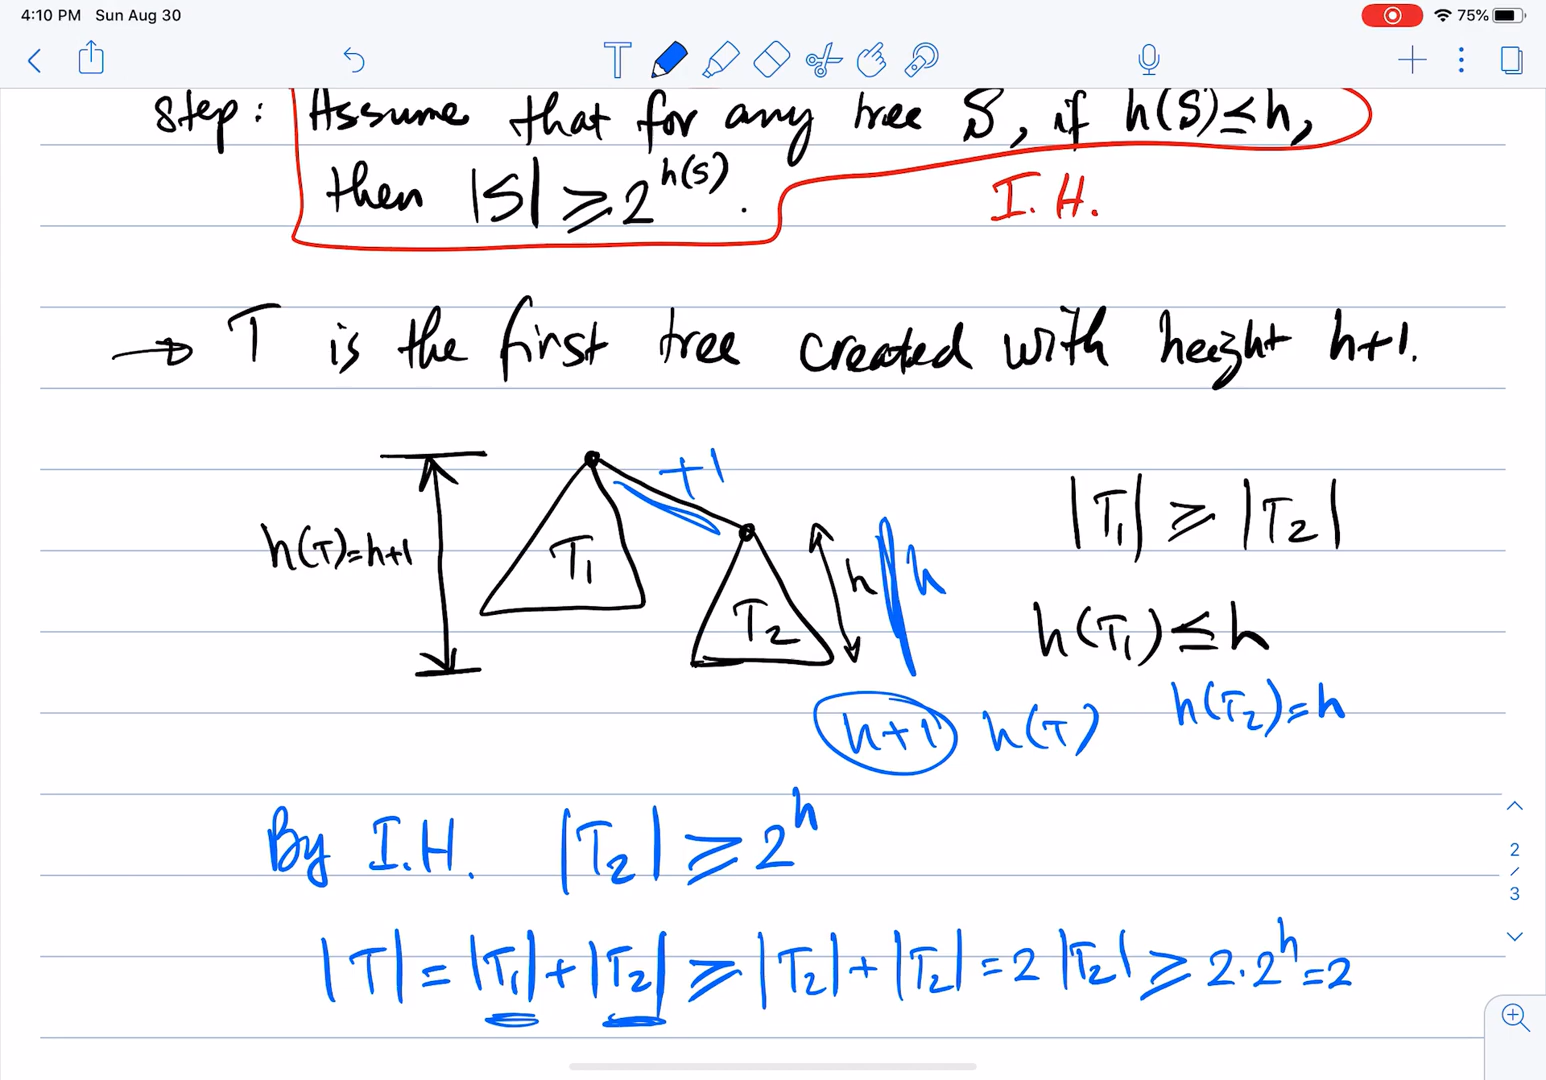 4:10 PM Sun Aug 30
75%
T
Step: Assume that for any tree S, if h(S)≤h,
then |S| ≥ 2^h(S).
I.H.
→ T is the first tree created with height h+1.
+1
h(T)=h+1
T₁
T₂
h
h
|T₁| ≥ |T₂|
h(T₁) ≤ h
h(T₂)=h
h+1 h(T)
By I.H. |T₂| ≥ 2^h
|T| = |T₁| + |T₂| ≥ |T₂| + |T₂| = 2 |T₂| ≥ 2·2^h = 2
2
/
3